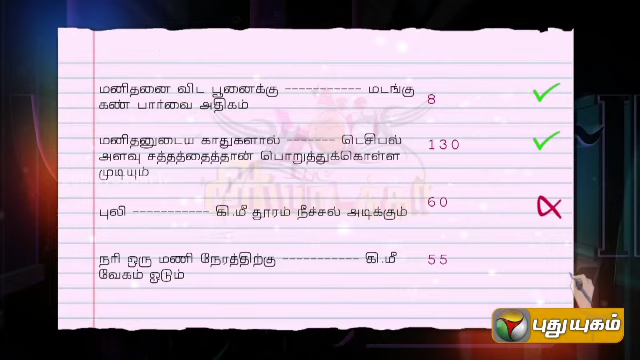 மனிதனை விட பூனைக்கு ----------- மடங்கு
கண் பார்வை அதிகம்
8
மனிதனுடைய காதுகளால் ------- டெசிபல்
அளவு சத்தத்தைத்தான் பொறுத்துக்கொள்ள
முடியும்
130
புலி ----------- கி.மீ தூரம் நீச்சல் அடிக்கும்
60
நரி ஒரு மணி நேரத்திற்கு ----------- கி.மீ
வேகம் ஓடும்
55
புதுயுகம்